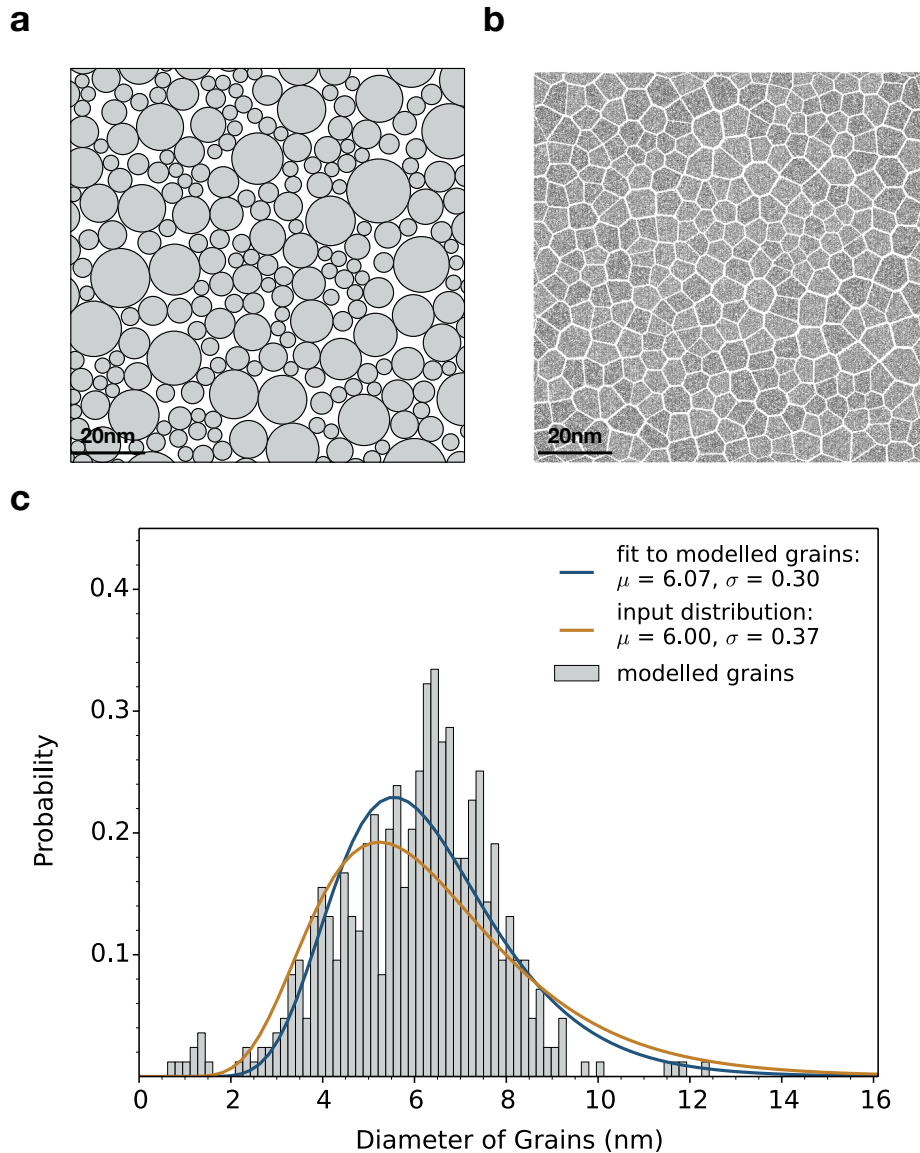 a
b
20nm
20nm
c
fit to modelled grains:
μ = 6.07, σ = 0.30
input distribution:
μ = 6.00, σ = 0.37
modelled grains
0.4
0.3
0.2
0.1
Probability
0 2 4 6 8 10 12 14 16
Diameter of Grains (nm)